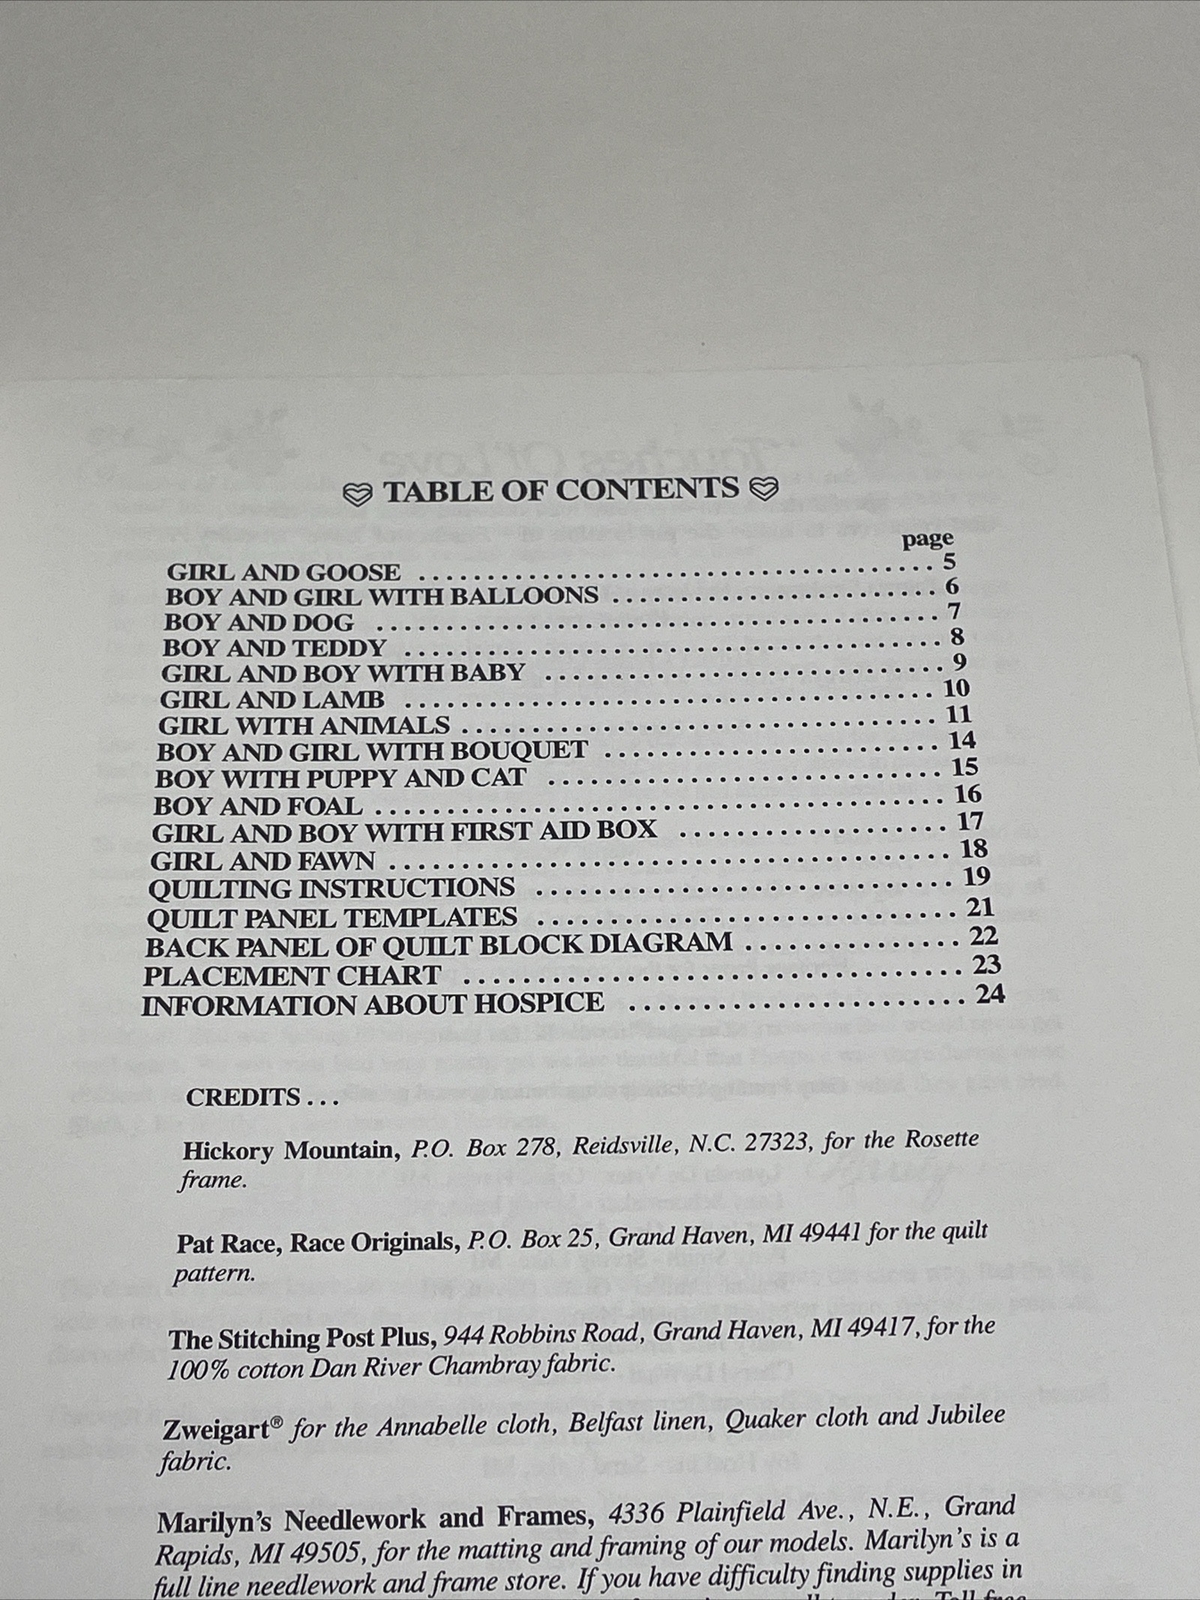 "Touches Of Love"
TABLE OF CONTENTS
page
GIRL AND GOOSE ........................................ 5
BOY AND GIRL WITH BALLOONS ......................... 6
BOY AND DOG ........................................... 7
BOY AND TEDDY ........................................ 8
GIRL AND BOY WITH BABY .............................. 9
GIRL AND LAMB ........................................ 10
GIRL WITH ANIMALS .................................... 11
BOY AND GIRL WITH BOUQUET .......................... 14
BOY WITH PUPPY AND CAT .............................. 15
BOY AND FOAL ......................................... 16
GIRL AND BOY WITH FIRST AID BOX ..................... 17
GIRL AND FAWN ........................................ 18
QUILTING INSTRUCTIONS ............................... 19
QUILT PANEL TEMPLATES ............................... 21
BACK PANEL OF QUILT BLOCK DIAGRAM ................ 22
PLACEMENT CHART ..................................... 23
INFORMATION ABOUT HOSPICE ......................... 24
CREDITS . . .
Hickory Mountain, P.O. Box 278, Reidsville, N.C. 27323, for the Rosette
frame.
Pat Race, Race Originals, P.O. Box 25, Grand Haven, MI 49441 for the quilt
pattern.
The Stitching Post Plus, 944 Robbins Road, Grand Haven, MI 49417, for the
100% cotton Dan River Chambray fabric.
Zweigart® for the Annabelle cloth, Belfast linen, Quaker cloth and Jubilee
fabric.
Marilyn's Needlework and Frames, 4336 Plainfield Ave., N.E., Grand
Rapids, MI 49505, for the matting and framing of our models. Marilyn's is a
full line needlework and frame store. If you have difficulty finding supplies in